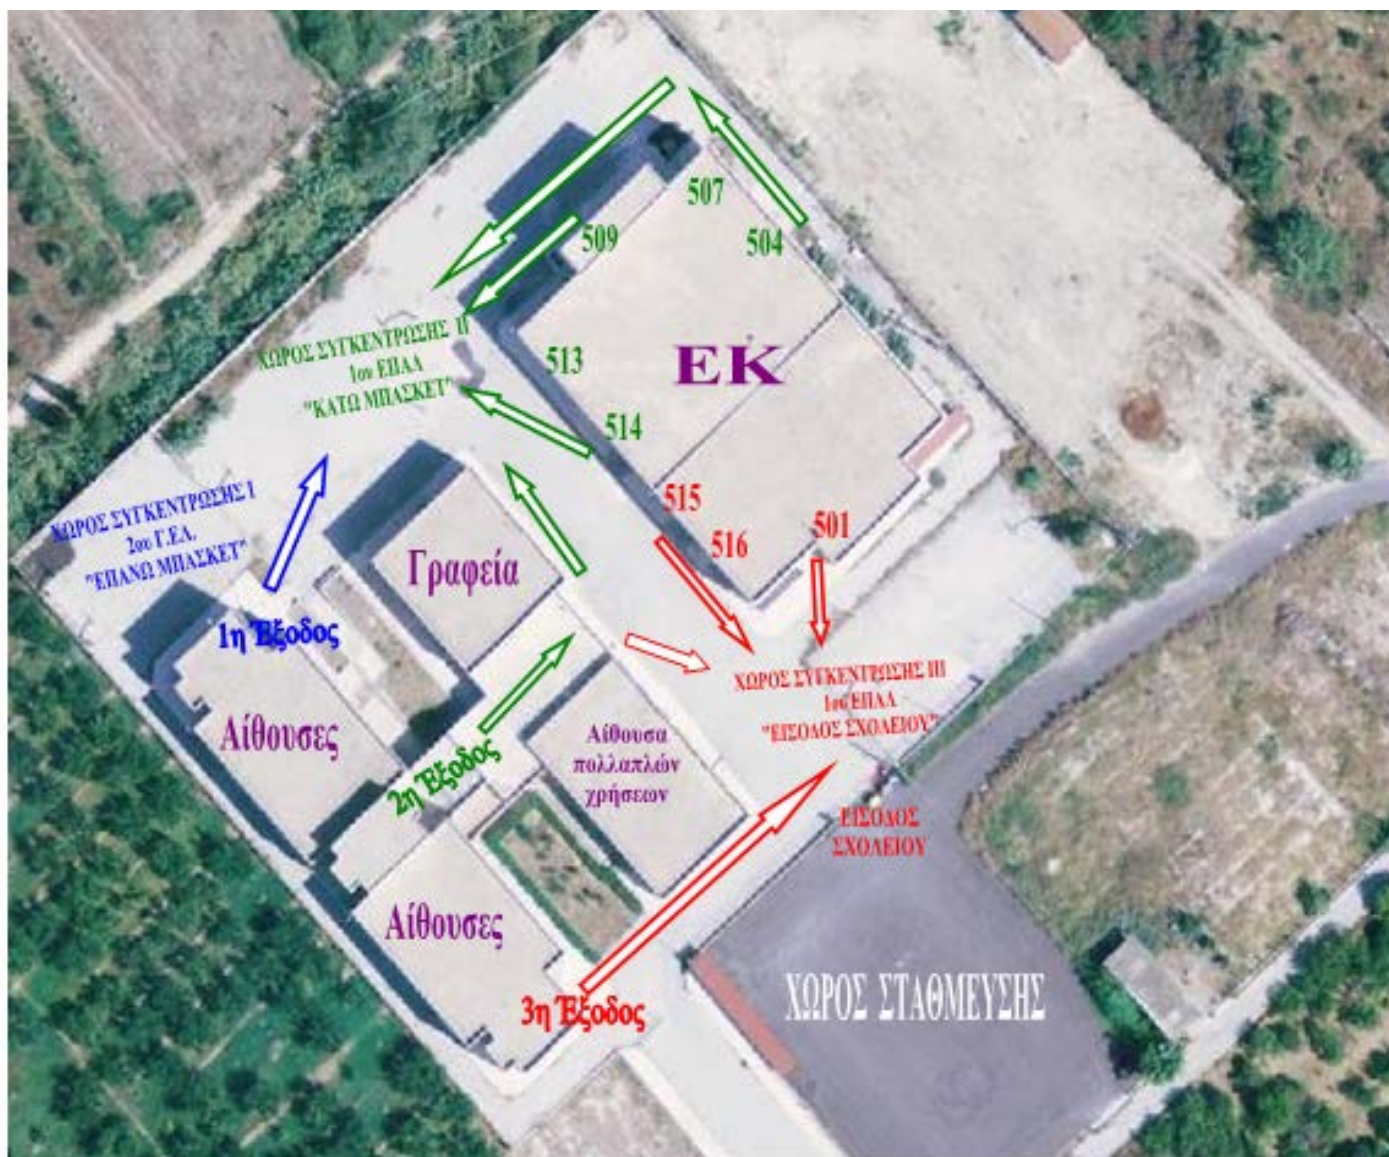 507
504
509
ΧΩΡΟΣ ΣΥΓΚΕΝΤΡΩΣΗΣ ΙΙ
1ου ΕΠΑΛ
"ΚΑΤΩ ΜΠΑΣΚΕΤ"
513
ΕΚ
514
ΧΩΡΟΣ ΣΥΓΚΕΝΤΡΩΣΗΣ Ι
2ου Γ.ΕΛ.
"ΕΠΑΝΩ ΜΠΑΣΚΕΤ"
515
516
501
Γραφεία
1η Έξοδος
ΧΩΡΟΣ ΣΥΓΚΕΝΤΡΩΣΗΣ ΙΙΙ
1ου ΕΠΑΛ
"ΕΙΣΟΔΟΣ ΣΧΟΛΕΙΟΥ"
Αίθουσες
2η Έξοδος
Αίθουσα
πολλαπλών
χρήσεων
ΕΙΣΟΔΟΣ
ΣΧΟΛΕΙΟΥ
Αίθουσες
3η Έξοδος
ΧΩΡΟΣ ΣΤΑΘΜΕΥΣΗΣ